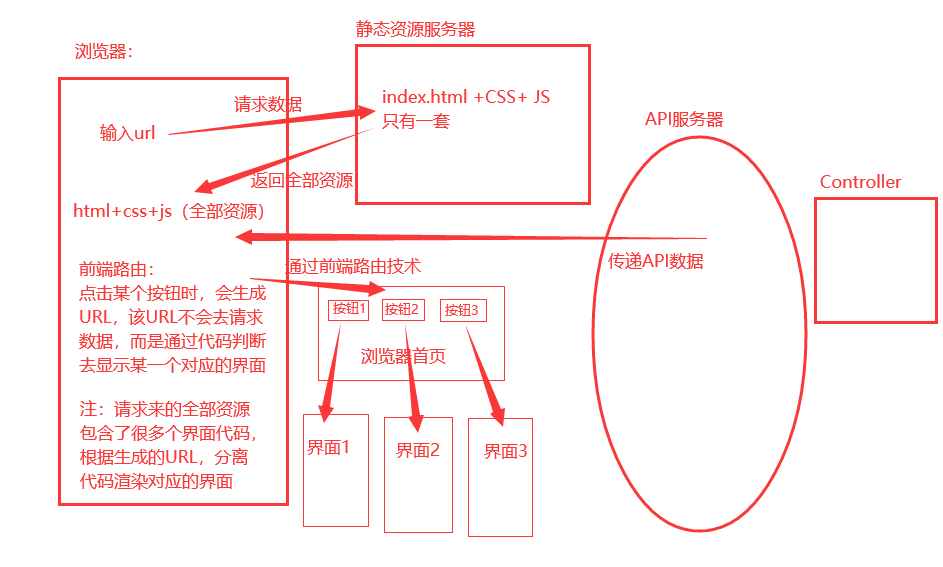 浏览器：
静态资源服务器
请求数据
输入url
index.html +CSS+ JS
只有一套
返回全部资源
html+css+js（全部资源）
API服务器
Controller
传递API数据
前端路由：
点击某个按钮时，会生成
URL，该URL不会去请求
数据，而是通过代码判断
去显示某一个对应的界面
注：请求来的全部资源
包含了很多个界面代码，
根据生成的URL，分离
代码渲染对应的界面
通过前端路由技术
按钮1
按钮2
按钮3
浏览器首页
界面1
界面2
界面3